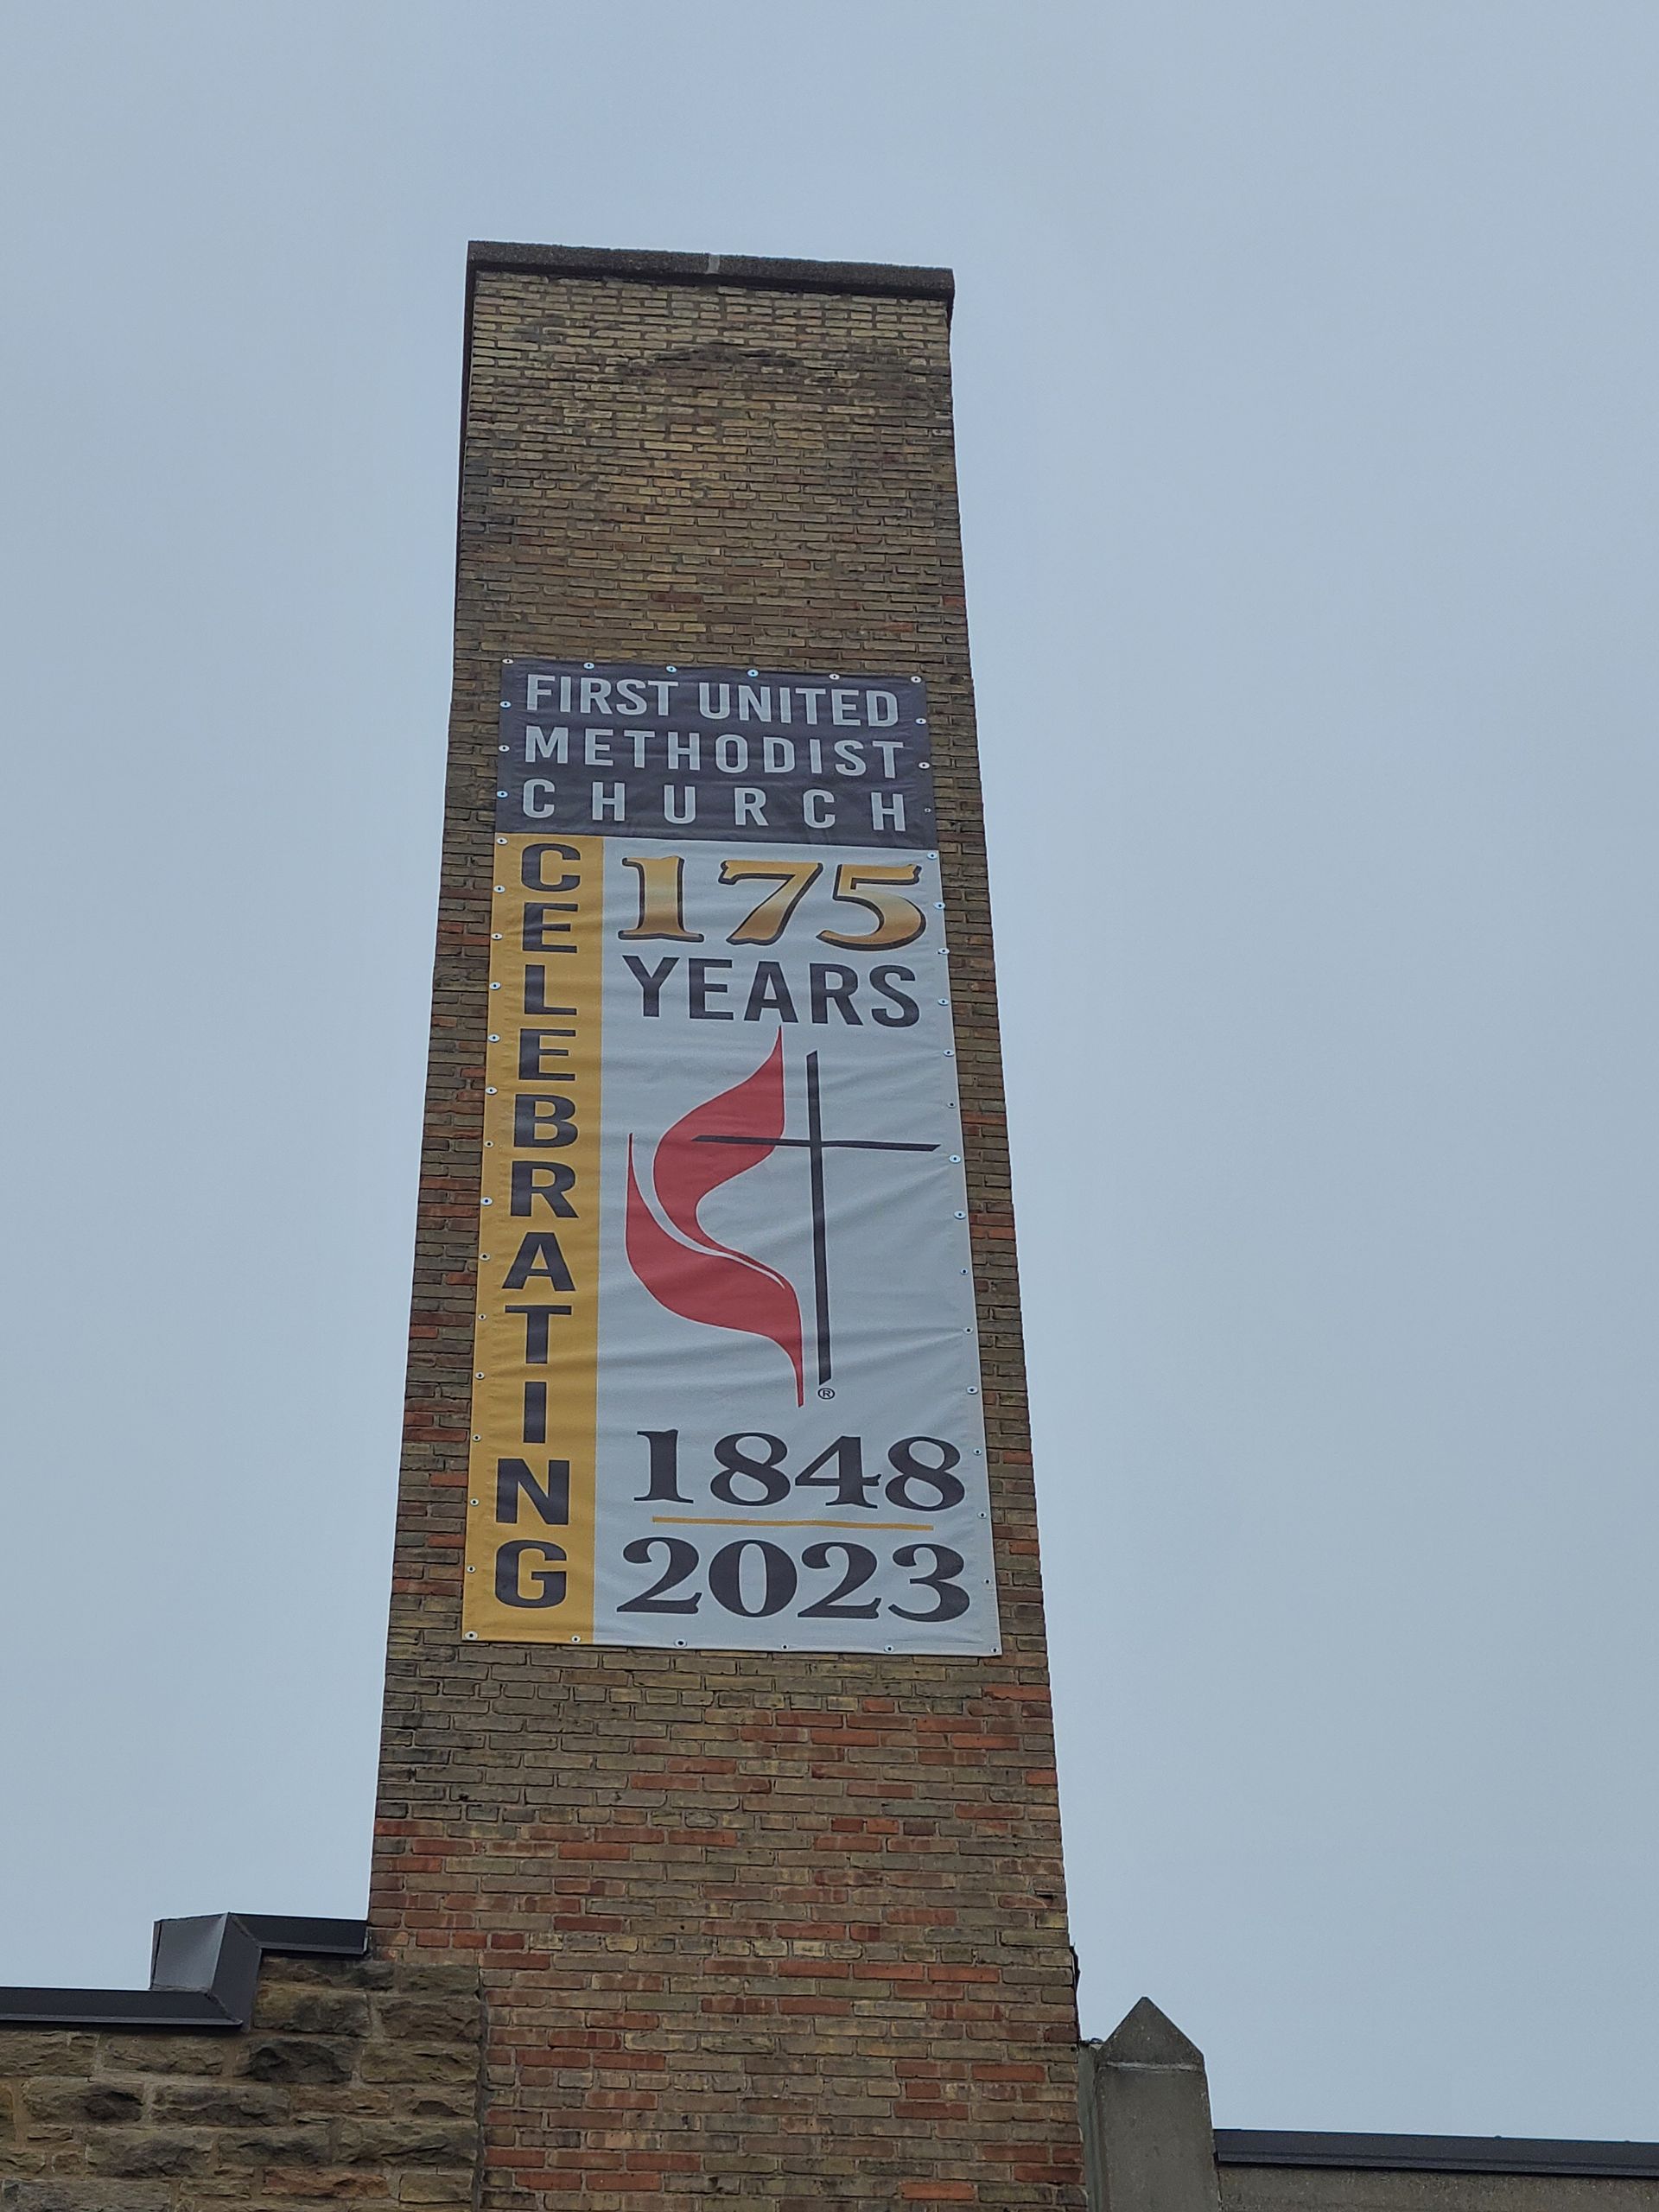 FIRST UNITED
METHODIST
CHURCH
CELEBRATING
175
YEARS
®
1848
2023